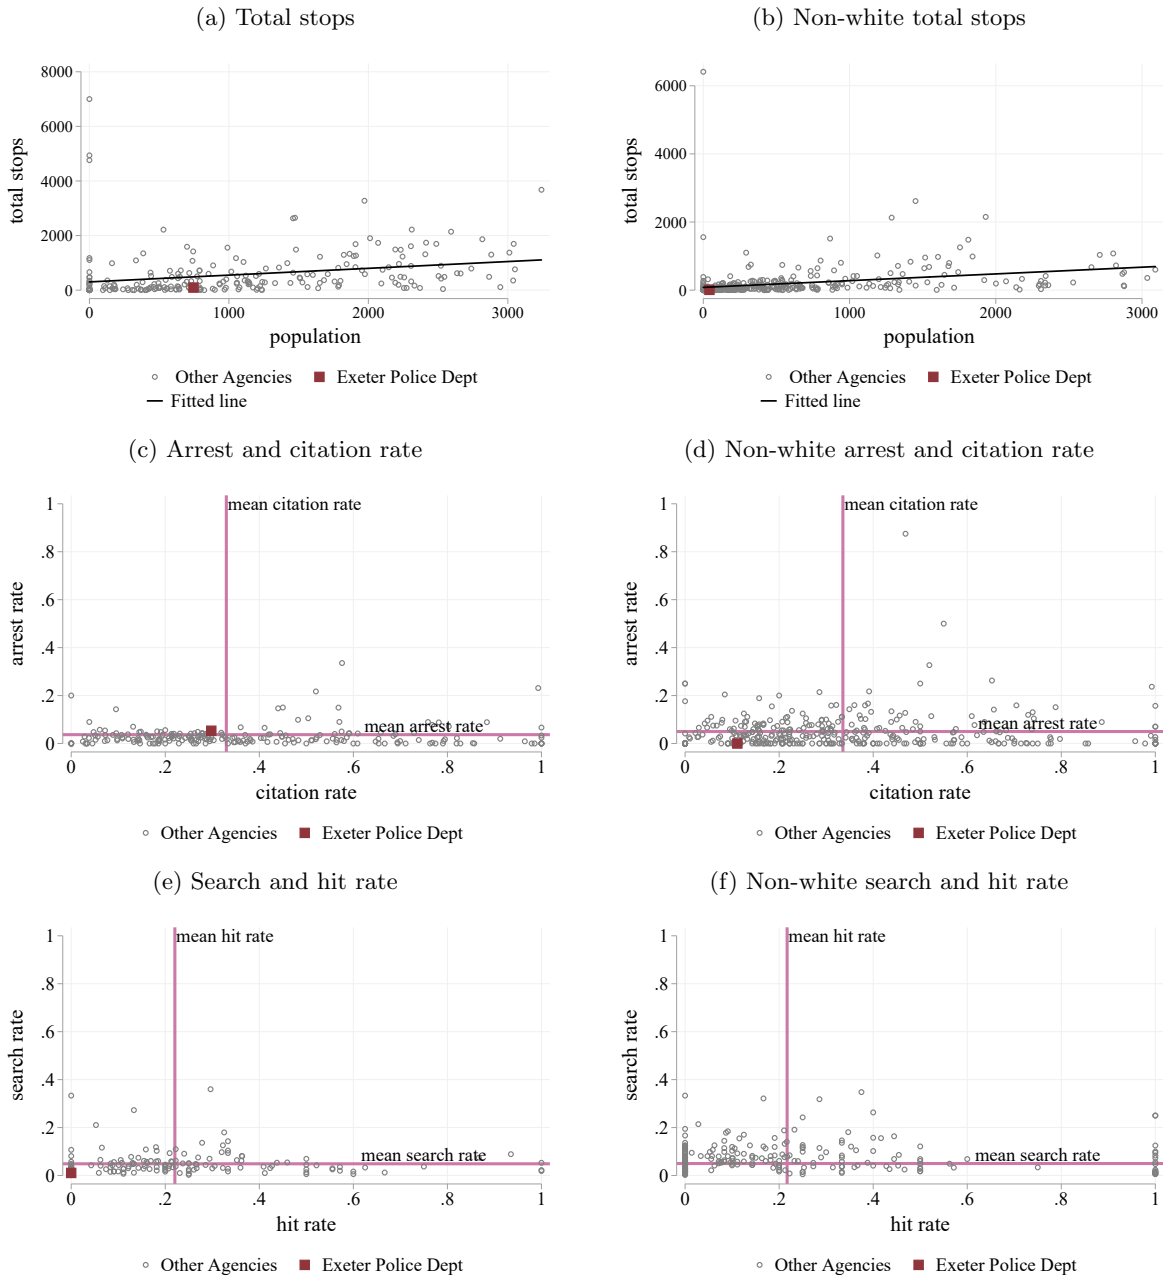 (a) Total stops
(b) Non-white total stops
8000
6000
4000
2000
0
total stops
0 1000 2000 3000
population
Other Agencies Exeter Police Dept
Fitted line
6000
4000
2000
0
total stops
0 1000 2000 3000
population
Other Agencies Exeter Police Dept
Fitted line
(c) Arrest and citation rate
(d) Non-white arrest and citation rate
1
.8
.6
.4
.2
0
arrest rate
mean citation rate
mean arrest rate
0 .2 .4 .6 .8 1
citation rate
Other Agencies Exeter Police Dept
1
.8
.6
.4
.2
0
arrest rate
mean citation rate
mean arrest rate
0 .2 .4 .6 .8 1
citation rate
Other Agencies Exeter Police Dept
(e) Search and hit rate
(f) Non-white search and hit rate
1
.8
.6
.4
.2
0
search rate
mean hit rate
mean search rate
0 .2 .4 .6 .8 1
hit rate
Other Agencies Exeter Police Dept
1
.8
.6
.4
.2
0
search rate
mean hit rate
mean search rate
0 .2 .4 .6 .8 1
hit rate
Other Agencies Exeter Police Dept